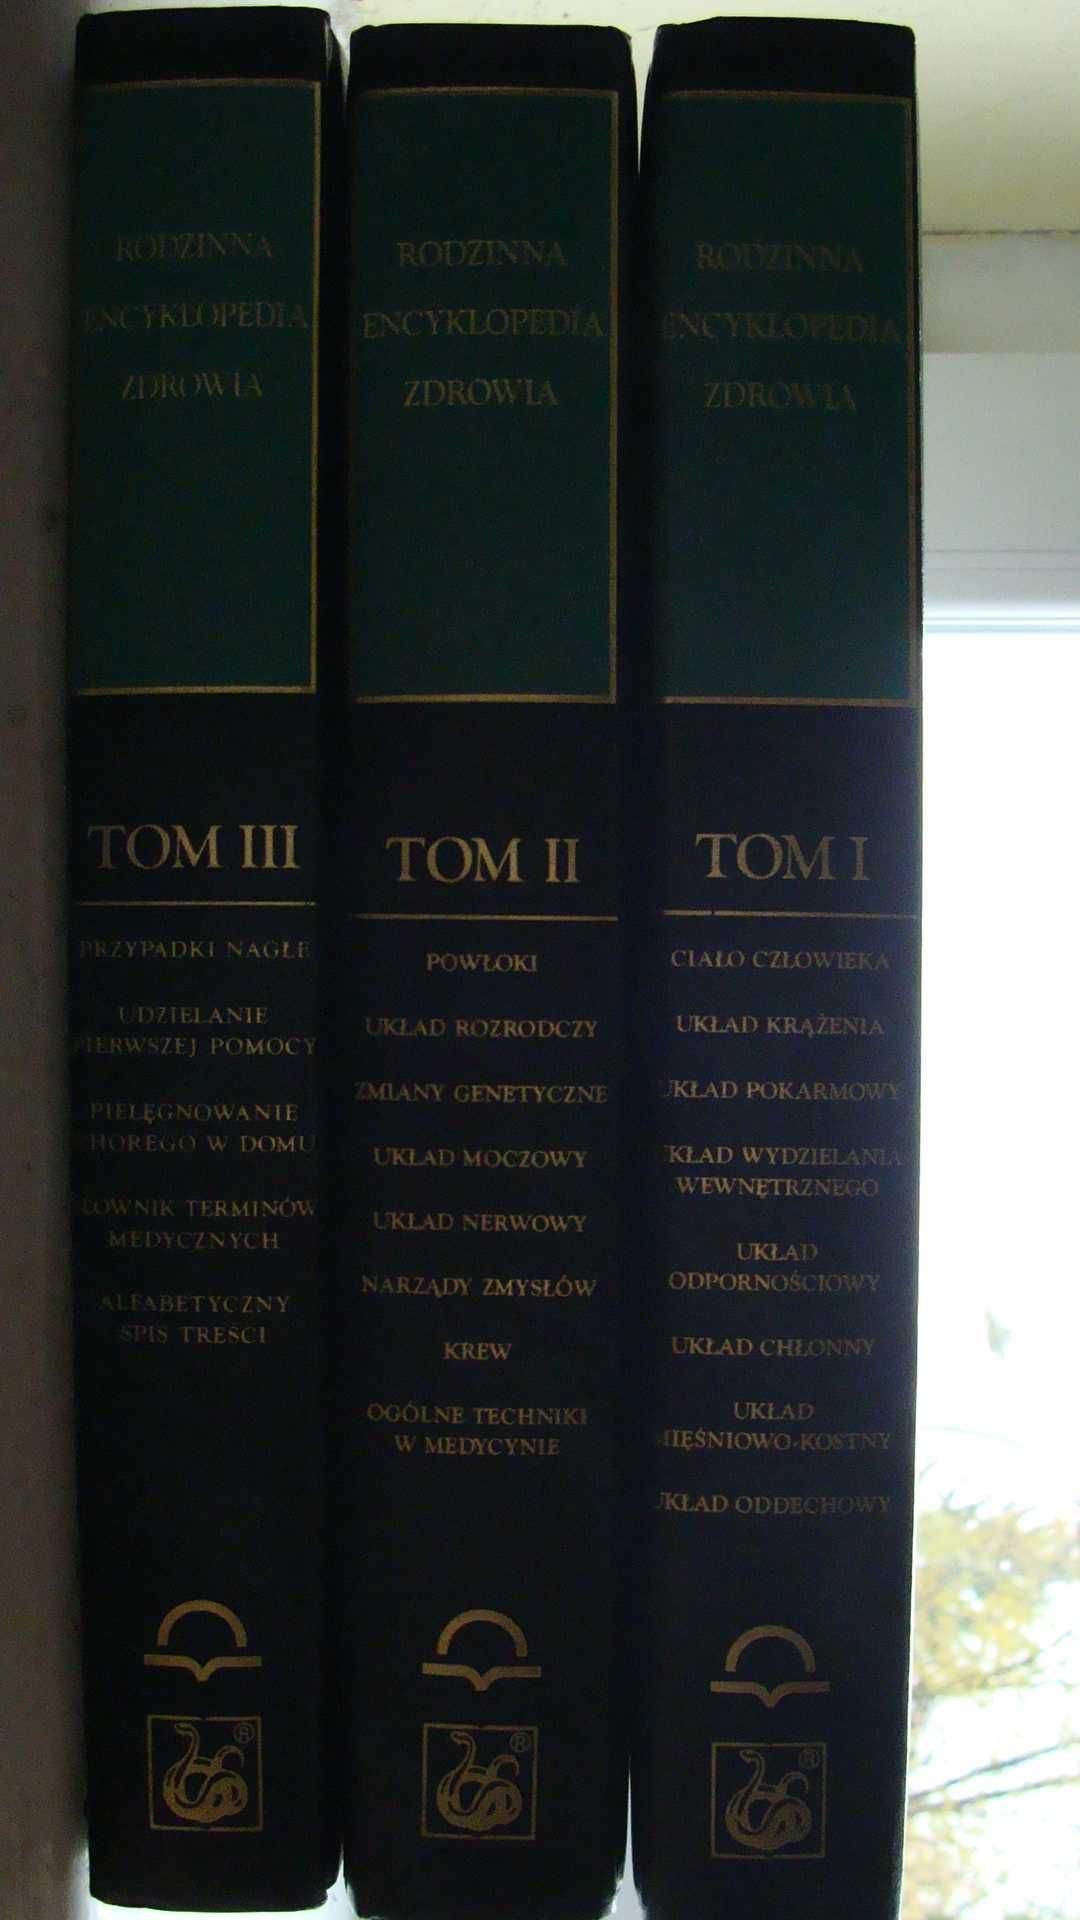 RODZINNA
ENCYKLOPEDIA
ZDROWIA
TOM III
PRZYPADKI NAGŁE
UDZIELANIE
PIERWSZEJ POMOCY
PIELĘGNOWANIE
CHOREGO W DOMU
SŁOWNIK TERMINÓW
MEDYCZNYCH
ALFABETYCZNY
SPIS TREŚCI
®
RODZINNA
ENCYKLOPEDIA
ZDROWIA
TOM II
POWŁOKI
UKŁAD ROZRODCZY
ZMIANY GENETYCZNE
UKŁAD MOCZOWY
UKŁAD NERWOWY
NARZĄDY ZMYSŁÓW
KREW
OGÓLNE TECHNIKI
W MEDYCYNIE
®
RODZINNA
ENCYKLOPEDIA
ZDROWIA
TOM I
CIAŁO CZŁOWIEKA
UKŁAD KRĄŻENIA
UKŁAD POKARMOWY
UKŁAD WYDZIELANIA
WEWNĘTRZNEGO
UKŁAD
ODPORNOŚCIOWY
UKŁAD CHŁONNY
UKŁAD
MIĘŚNIOWO-KOSTNY
UKŁAD ODDECHOWY
®